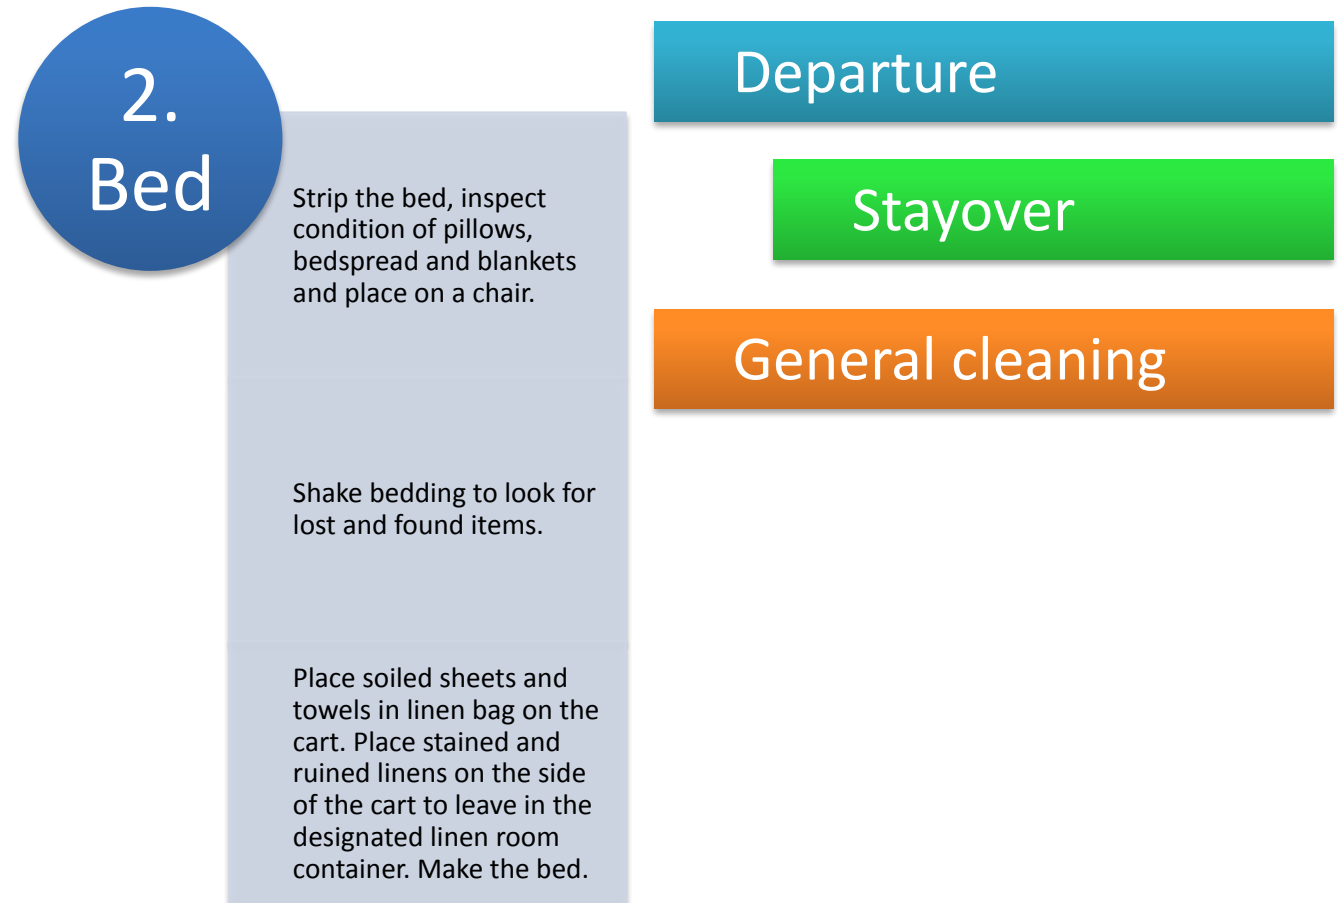 2.
Bed
Strip the bed, inspect
condition of pillows,
bedspread and blankets
and place on a chair.
Shake bedding to look for
lost and found items.
Place soiled sheets and
towels in linen bag on the
cart. Place stained and
ruined linens on the side
of the cart to leave in the
designated linen room
container. Make the bed.
Departure
Stayover
General cleaning